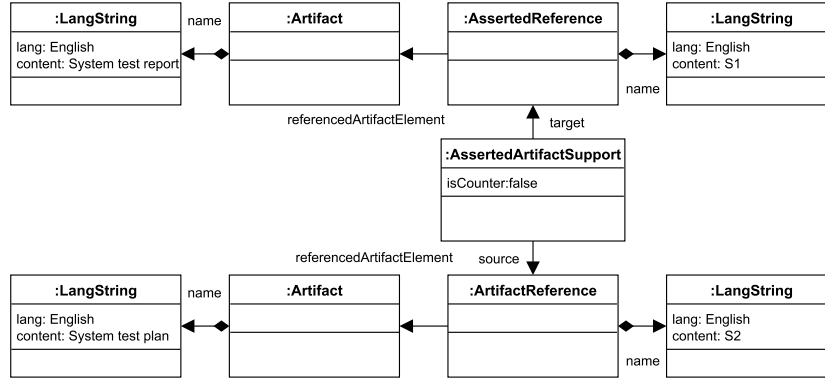 :LangString
name
:Artifact
:AssertedReference
:LangString
lang: English
content: System test report
lang: English
content: S1
name
referencedArtifactElement
target
:AssertedArtifactSupport
isCounter:false
referencedArtifactElement
source
:LangString
name
:Artifact
:ArtifactReference
:LangString
lang: English
content: System test plan
lang: English
content: S2
name